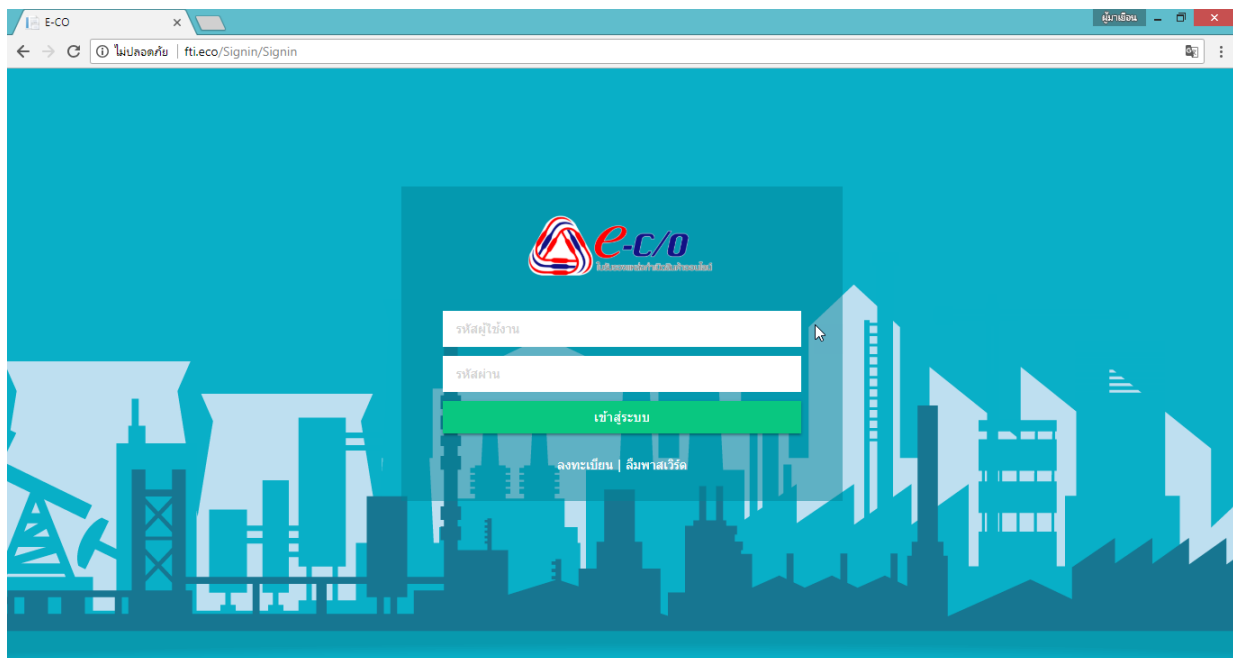 E-CO
ผู้มาเยือน
ไม่ปลอดภัย | fti.eco/Signin/Signin
e-C/O
รหัสผู้ใช้งาน
รหัสผ่าน
เข้าสู่ระบบ
ลงทะเบียน | ลืมพาสเวิร์ด